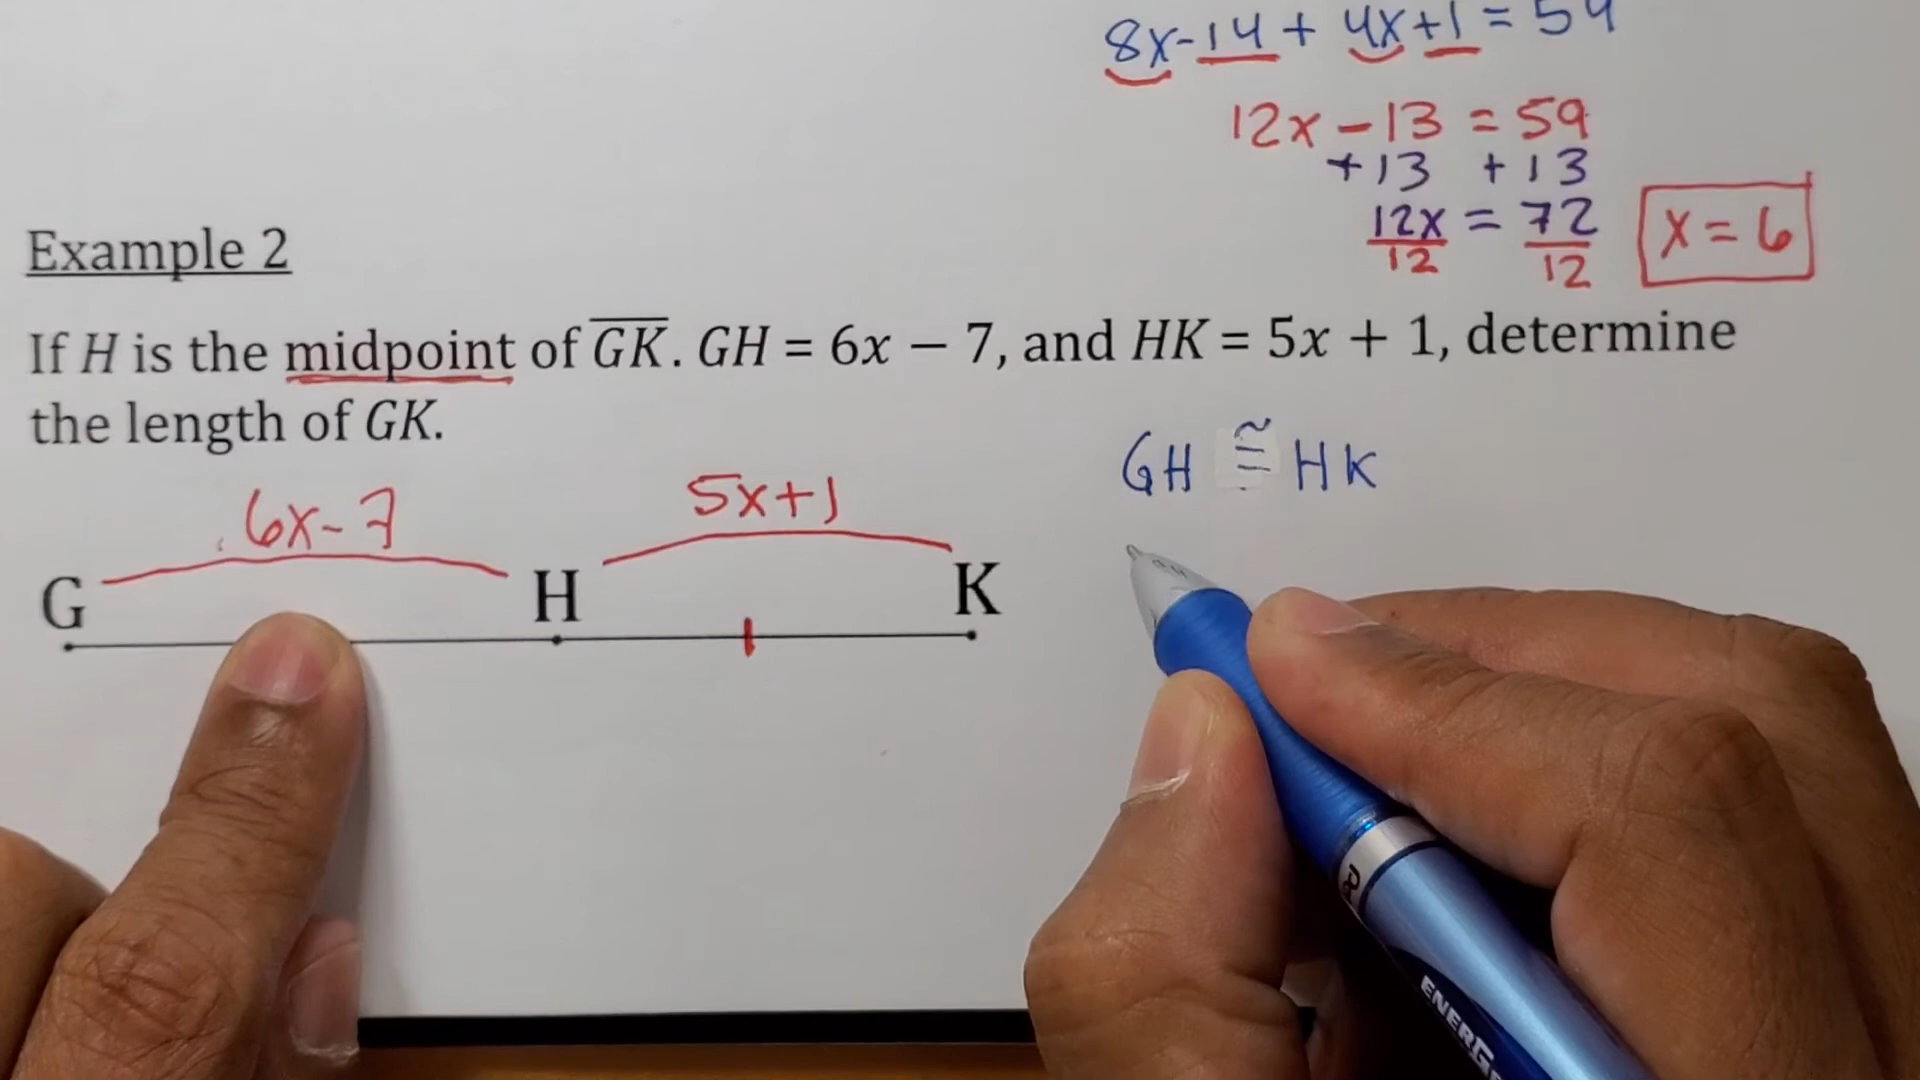 8x-14 + 4x+1 = 59
12x - 13 = 59
+13 +13
12x = 72
12 12
x = 6
Example 2
If H is the midpoint of GK. GH = 6x − 7, and HK = 5x + 1, determine
the length of GK.
GH ≅ HK
6x-7 5x+1
G H K